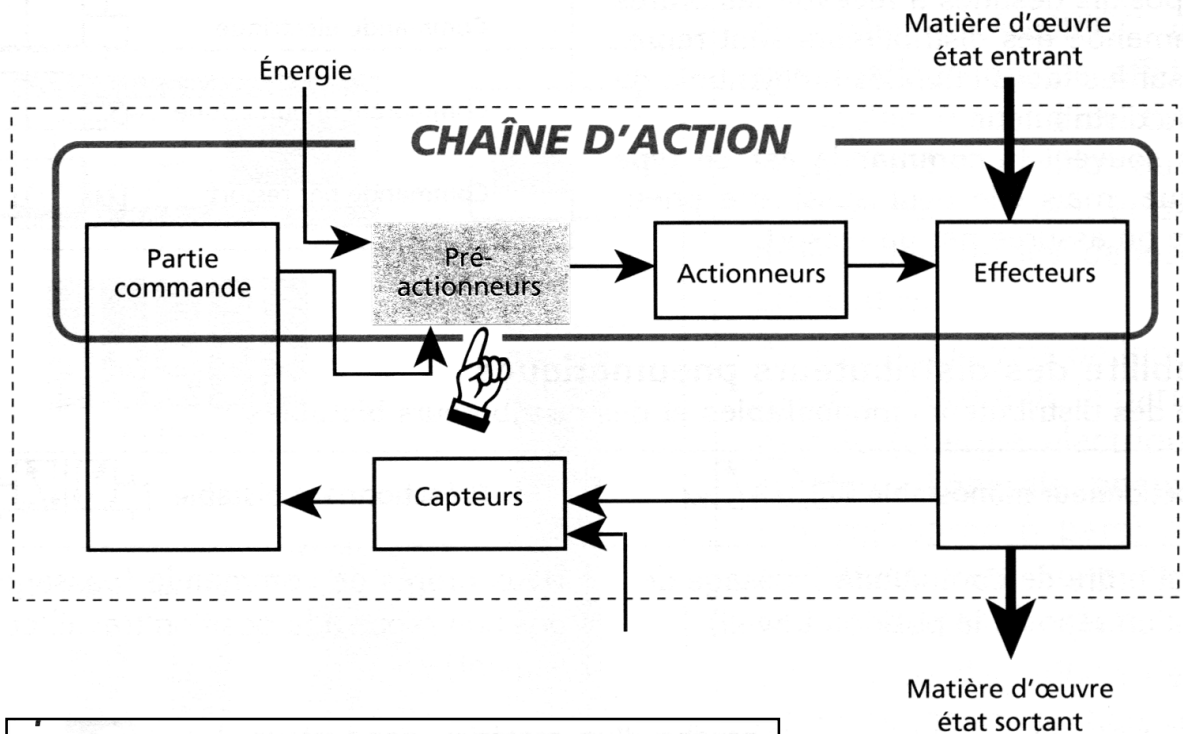 Matière d'œuvre
état entrant
Énergie
CHAÎNE D'ACTION
Partie
commande
Pré-
actionneurs
Actionneurs
Effecteurs
Capteurs
Matière d'œuvre
état sortant